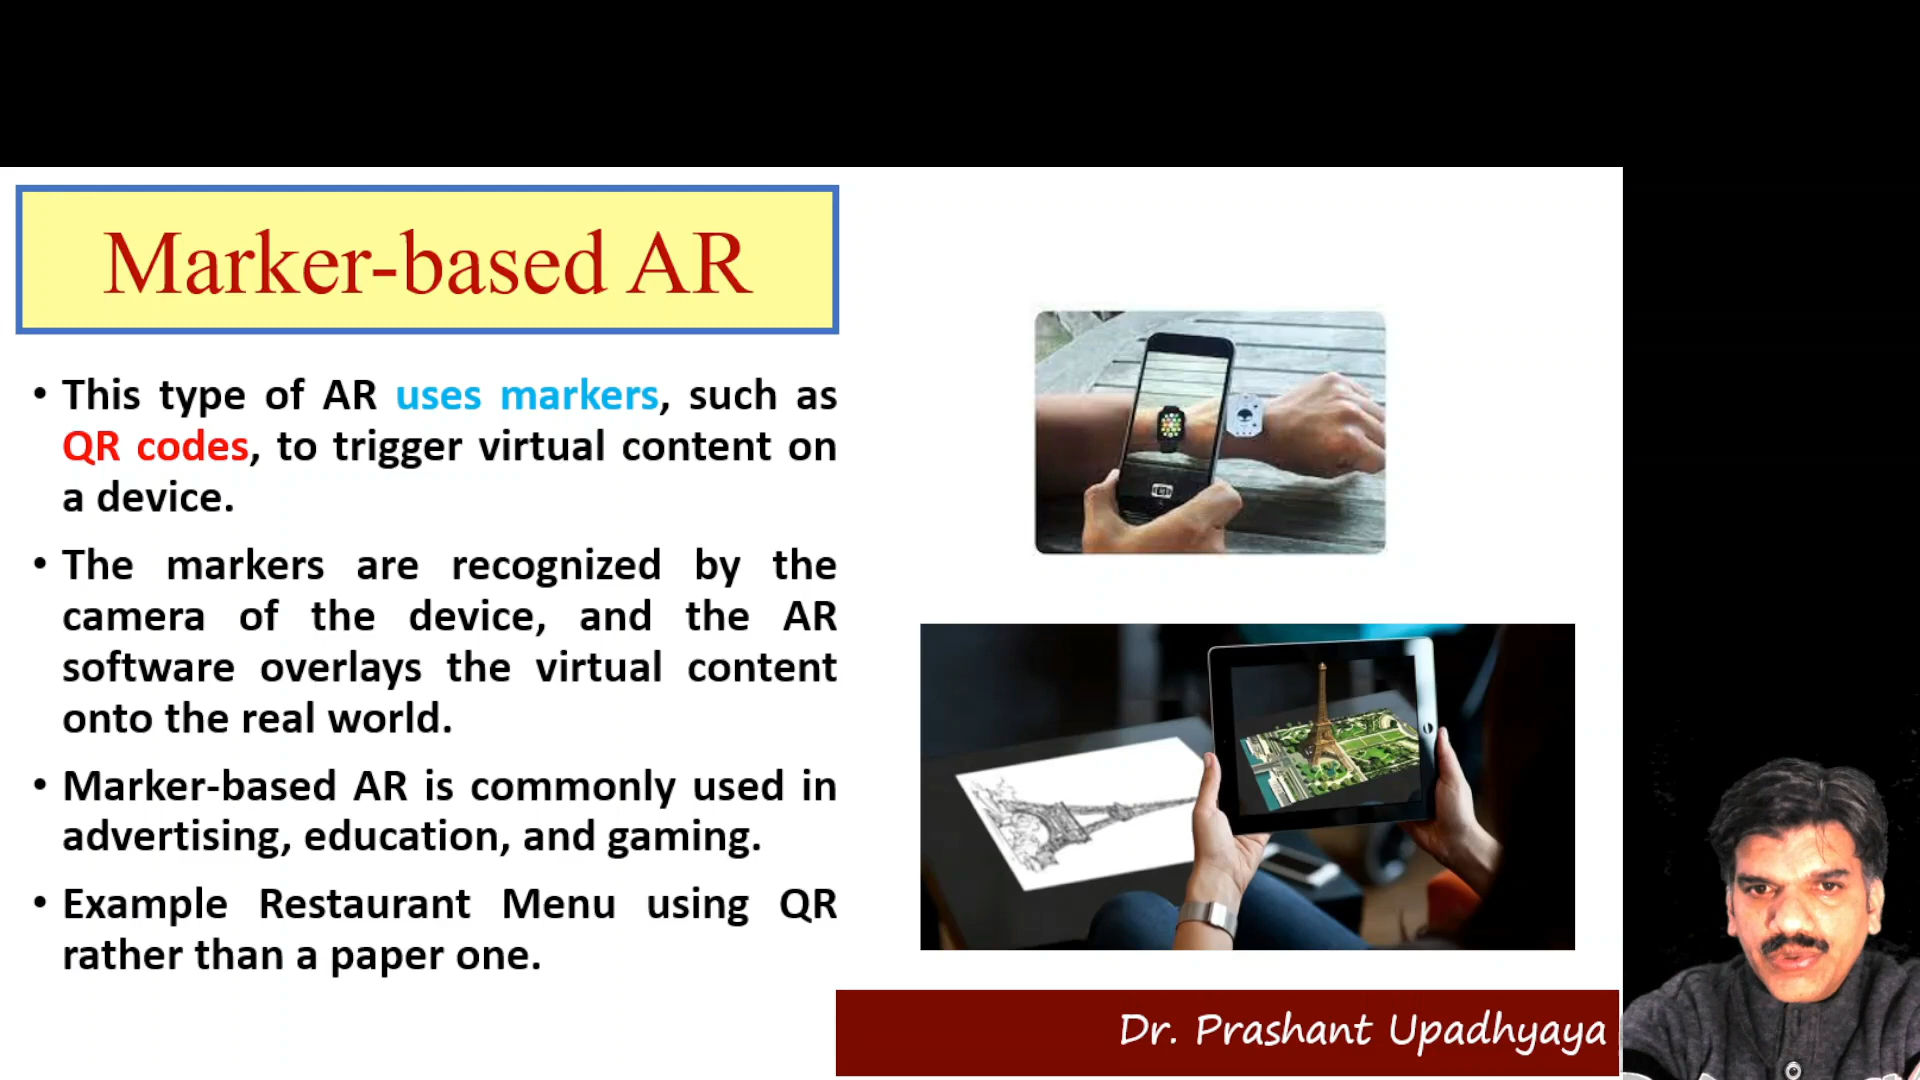 Marker-based AR
• This type of AR uses markers, such as
QR codes, to trigger virtual content on
a device.
• The markers are recognized by the
camera of the device, and the AR
software overlays the virtual content
onto the real world.
• Marker-based AR is commonly used in
advertising, education, and gaming.
• Example Restaurant Menu using QR
rather than a paper one.
Dr. Prashant Upadhyaya